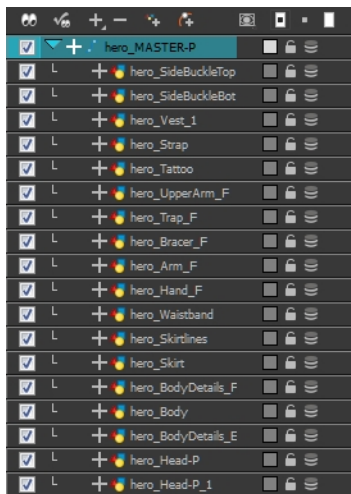 hero_MASTER-P
hero_SideBuckleTop
hero_SideBuckleBot
hero_Vest_1
hero_Strap
hero_Tattoo
hero_UpperArm_F
hero_Trap_F
hero_Bracer_F
hero_Arm_F
hero_Hand_F
hero_Waistband
hero_Skirtlines
hero_Skirt
hero_BodyDetails_F
hero_Body
hero_BodyDetails_E
hero_Head-P
hero_Head-P_1